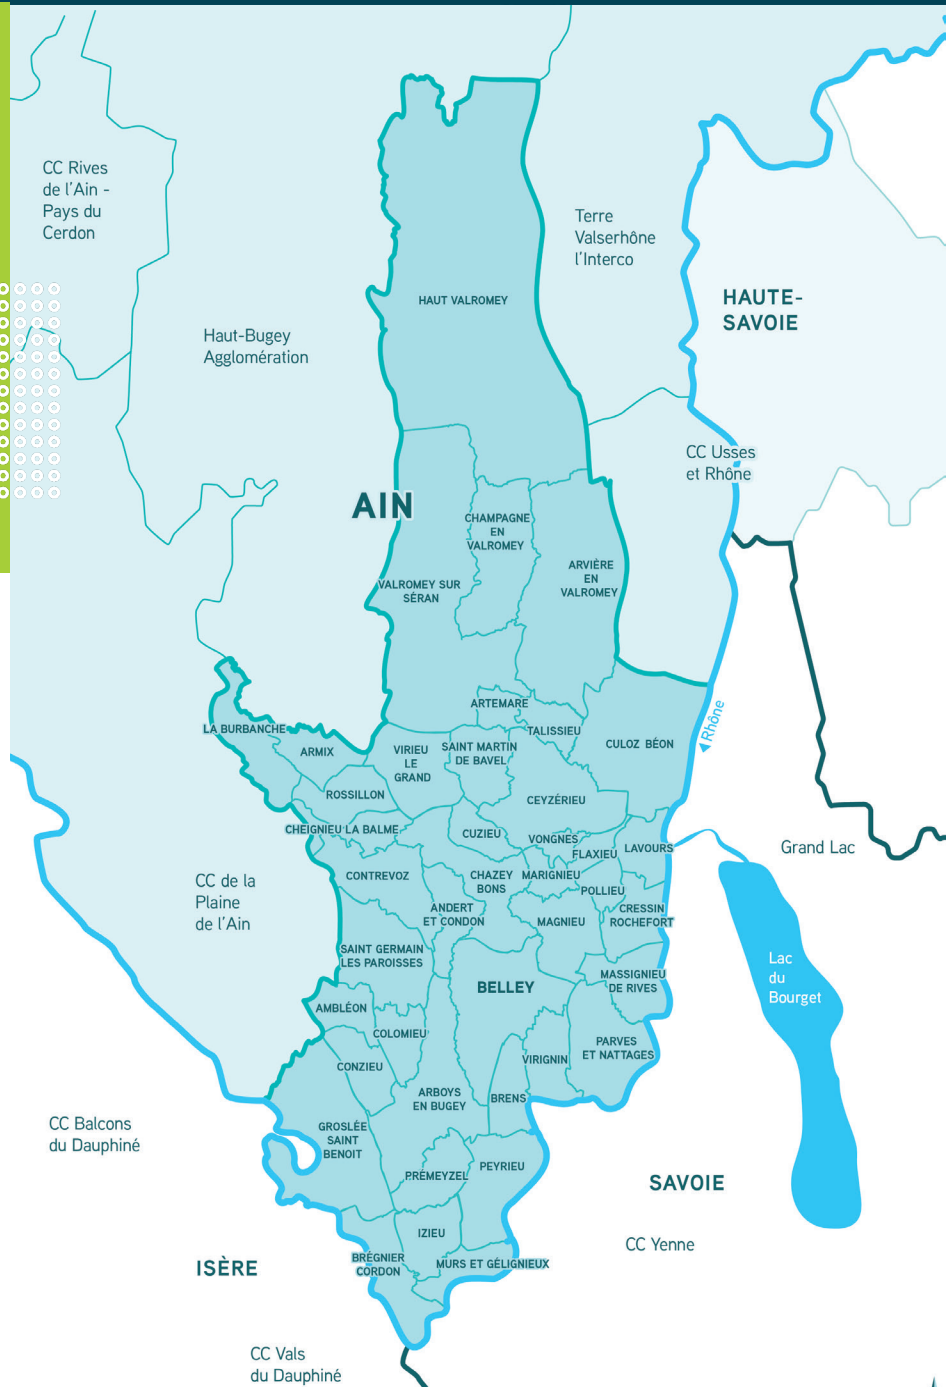 CC Rives
de l'Ain -
Pays du
Cerdon
Terre
Valserhône
l'Interco
HAUT VALROMEY
HAUTE-
SAVOIE
Haut-Bugey
Agglomération
CC Usses
et Rhône
AIN
CHAMPAGNE
EN
VALROMEY
ARVIÈRE
EN
VALROMEY
VALROMEY SUR
SÉRAN
ARTEMARE
LA BURBANCHE
TALISSIEU
Rhône
ARMIX
VIRIEU
LE
GRAND
SAINT MARTIN
DE BAVEL
CULOZ BÉON
ROSSILLON
CEYZÉRIEU
CHEIGNIEU LA BALME
CUZIEU
VONGNES
FLAXIEU
LAVOURS
Grand Lac
CONTREVOZ
CHAZEY
BONS
MARIGNIEU
POLLIEU
CC de la
Plaine
de l'Ain
ANDERT
ET CONDON
MAGNIEU
CRESSIN
ROCHEFORT
SAINT GERMAIN
LES PAROISSES
BELLEY
MASSIGNIEU
DE RIVES
Lac
du
Bourget
AMBLÉON
COLOMIEU
CONZIEU
VIRIGNIN
PARVES
ET NATTAGES
ARBOYS
EN BUGEY
BRENS
CC Balcons
du Dauphiné
GROSLÉE
SAINT
BENOIT
PRÉMEYZEL
PEYRIEU
SAVOIE
IZIEU
CC Yenne
ISÈRE
BRÉGNIER
CORDON
MURS ET GÉLIGNIEUX
CC Vals
du Dauphiné